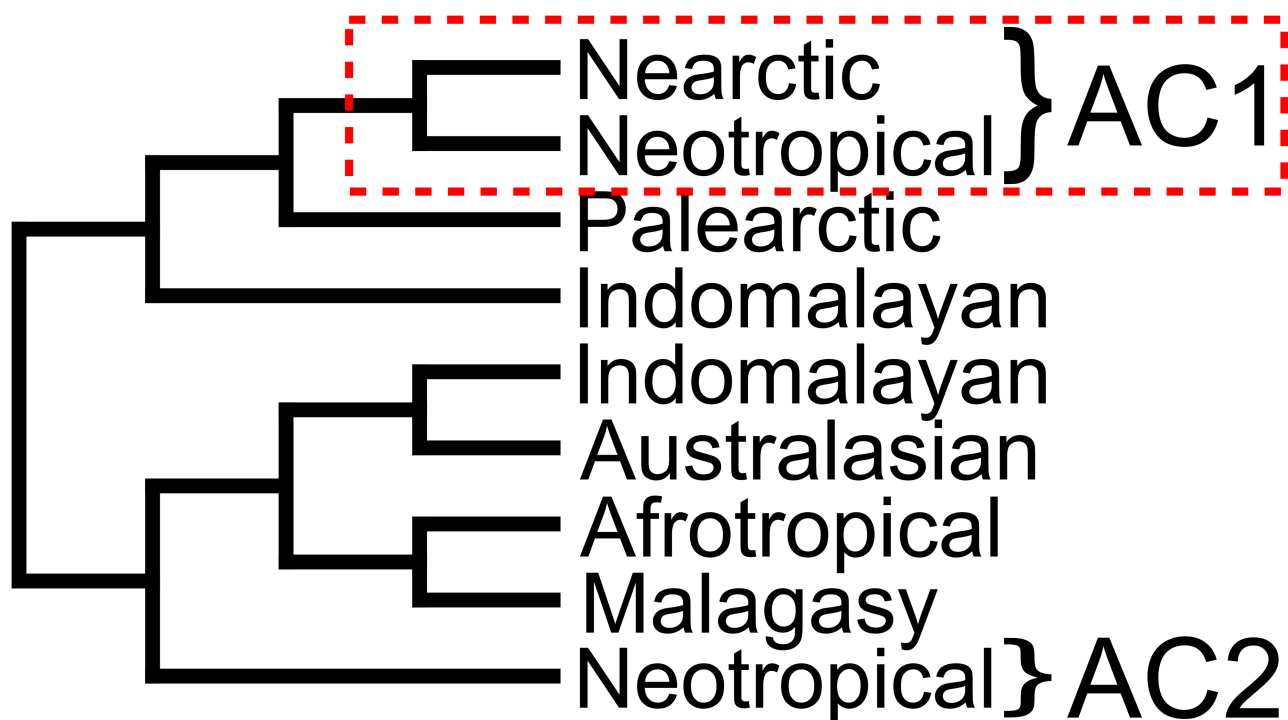 Nearctic
Neotropical
} AC1
Palearctic
Indomalayan
Indomalayan
Australasian
Afrotropical
Malagasy
Neotropical } AC2